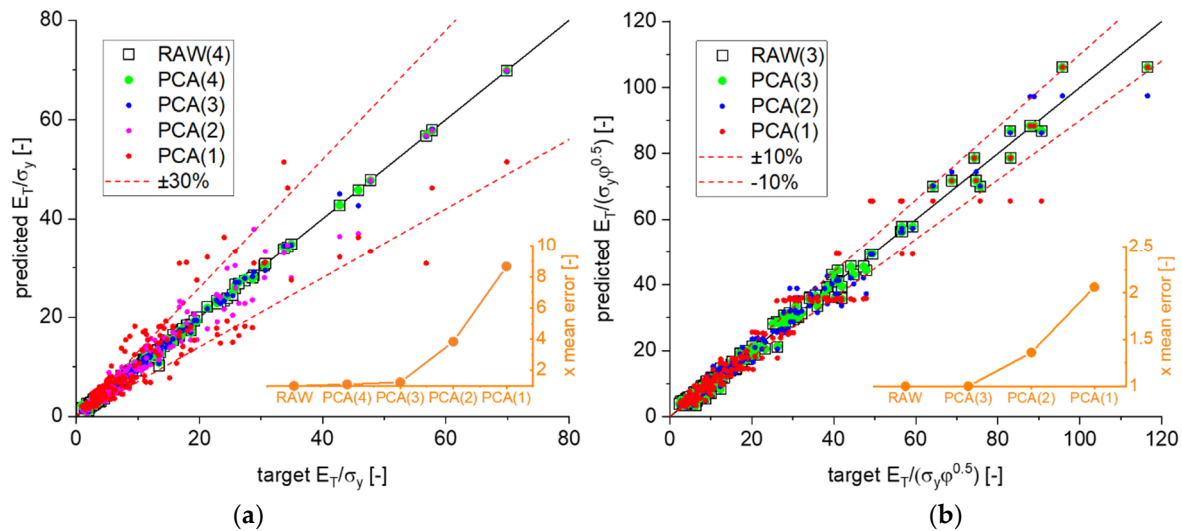 80
60
40
20
0
predicted E_T/σ_y [-]
RAW(4)
PCA(4)
PCA(3)
PCA(2)
PCA(1)
±30%
10
8
6
4
2
x mean error [-]
RAW PCA(4) PCA(3) PCA(2) PCA(1)
0 20 40 60 80
target E_T/σ_y [-]
(a)
120
100
80
60
40
20
0
predicted E_T/(σ_yφ^0.5) [-]
RAW(3)
PCA(3)
PCA(2)
PCA(1)
±10%
-10%
2.5
2
1.5
1
x mean error [-]
RAW PCA(3) PCA(2) PCA(1)
0 20 40 60 80 100 120
target E_T/(σ_yφ^0.5) [-]
(b)